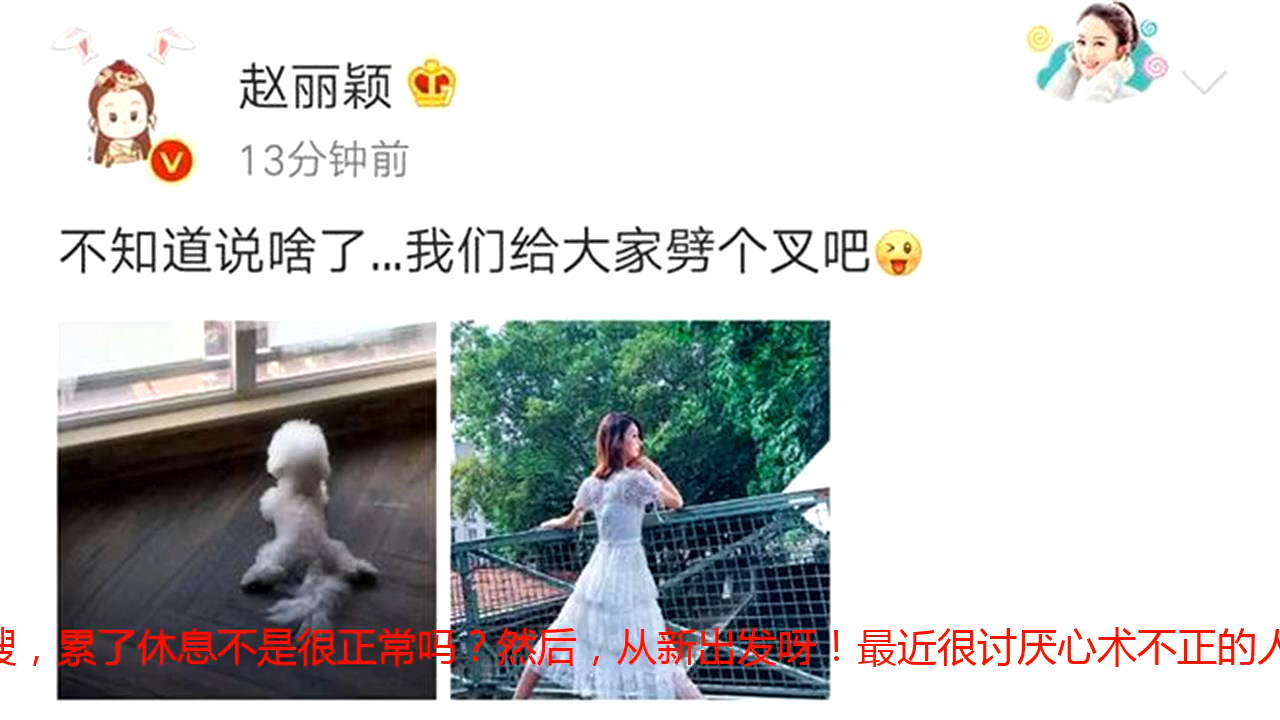 赵丽颖
13分钟前
不知道说啥了...我们给大家劈个叉吧
，累了休息不是很正常吗？然后，从新出发呀！最近很讨厌心术不正的人